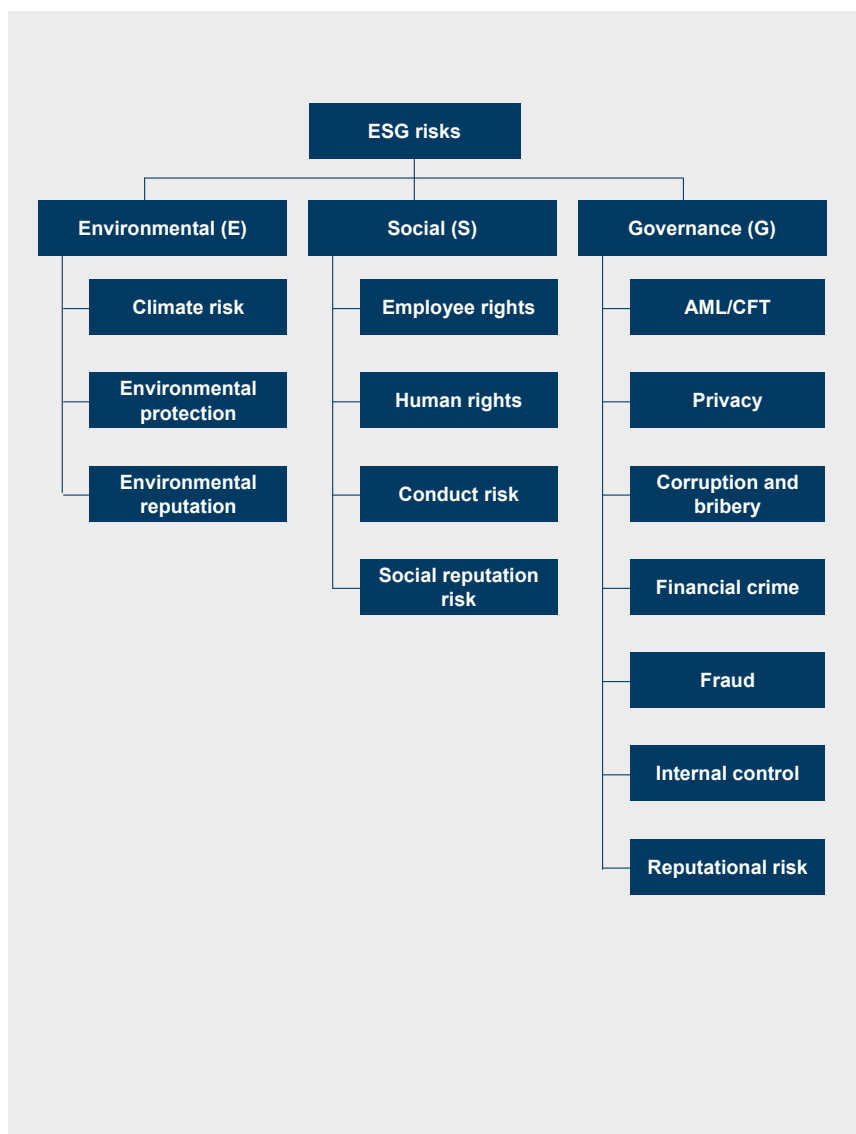 ESG risks
Environmental (E)
Climate risk
Environmental
protection
Environmental
reputation
Social (S)
Employee rights
Human rights
Conduct risk
Social reputation
risk
Governance (G)
AML/CFT
Privacy
Corruption and
bribery
Financial crime
Fraud
Internal control
Reputational risk